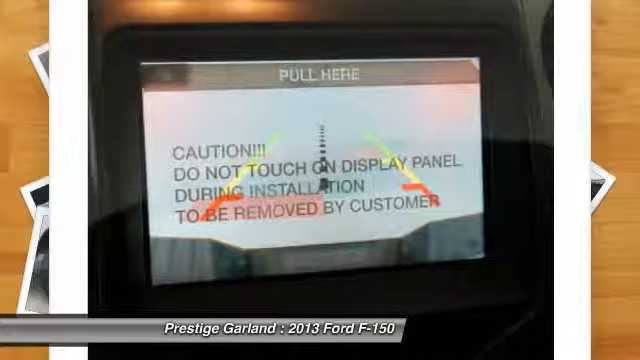 PULL HERE
CAUTION!!!
DO NOT TOUCH ON DISPLAY PANEL
DURING INSTALLATION
TO BE REMOVED BY CUSTOMER
Prestige Garland : 2013 Ford F-150